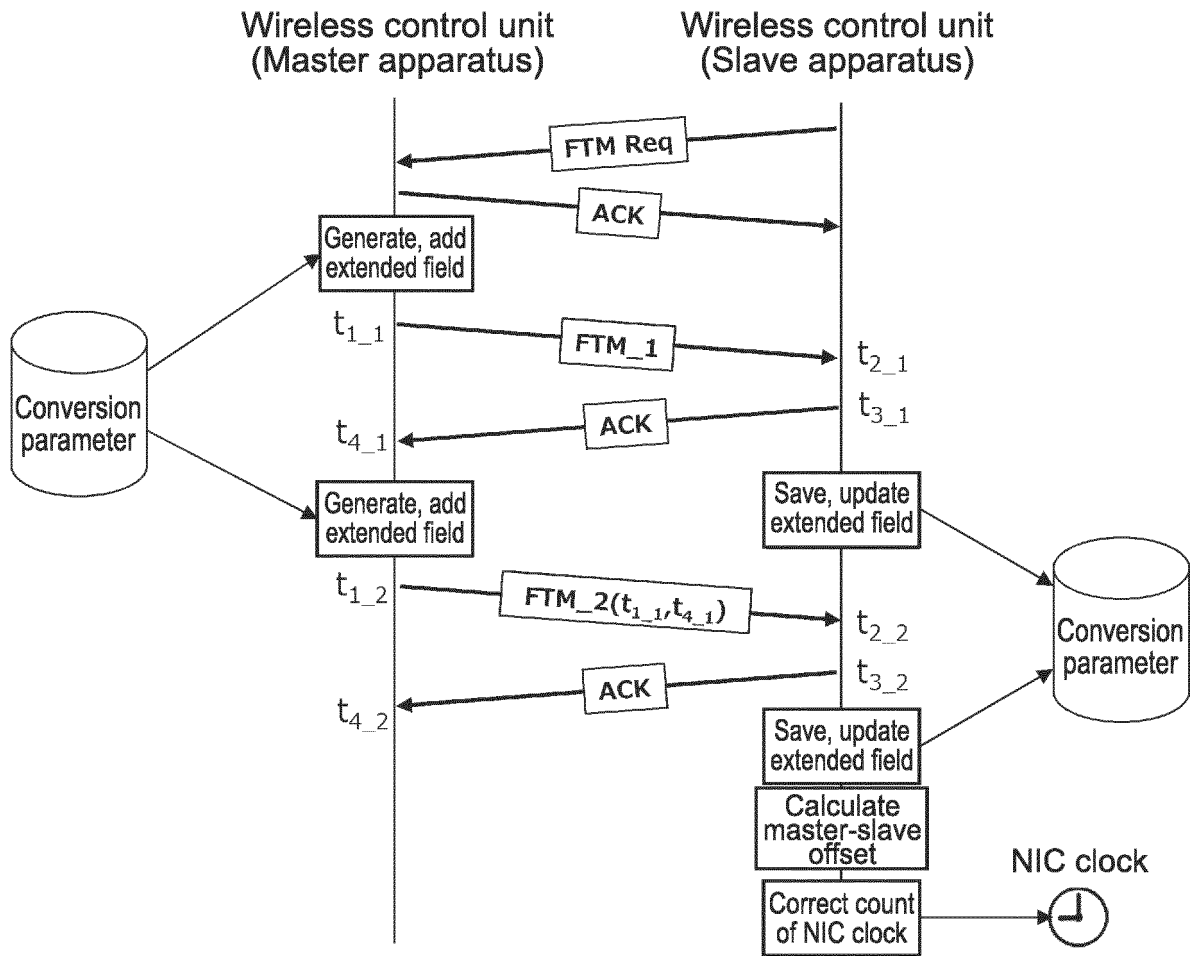 Wireless control unit
(Master apparatus)
Wireless control unit
(Slave apparatus)
FTM Req
ACK
Generate, add
extended field
t1_1
FTM_1
t2_1
Conversion
parameter
t3_1
ACK
t4_1
Generate, add
extended field
Save, update
extended field
t1_2
FTM_2(t1_1,t4_1)
t2_2
Conversion
parameter
t3_2
ACK
t4_2
Save, update
extended field
Calculate
master-slave
offset
NIC clock
Correct count
of NIC clock